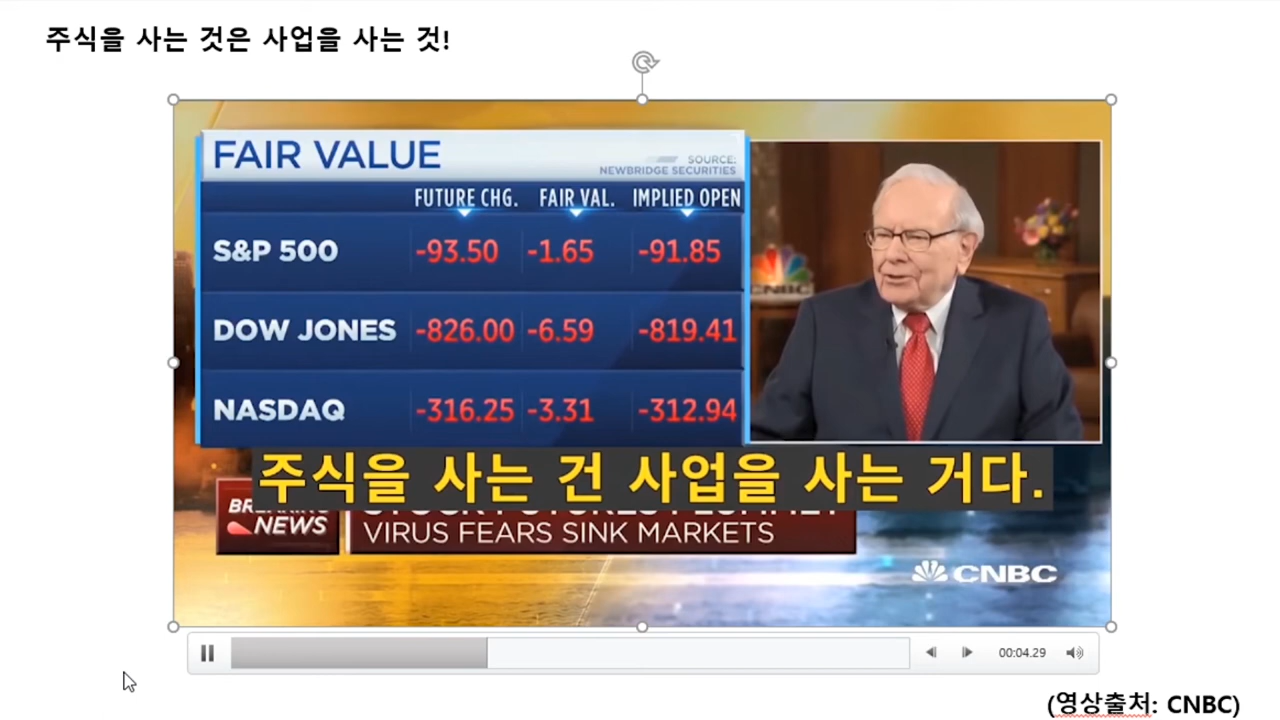 주식을 사는 것은 사업을 사는 것!
FAIR VALUE
SOURCE:
NEWBRIDGE SECURITIES
FUTURE CHG. FAIR VAL. IMPLIED OPEN
S&P 500 -93.50 -1.65 -91.85
DOW JONES -826.00 -6.59 -819.41
NASDAQ -316.25 -3.31 -312.94
CNBC
주식을 사는 건 사업을 사는 거다.
NEWS
VIRUS FEARS SINK MARKETS
CNBC
00:04.29
(영상출처: CNBC)